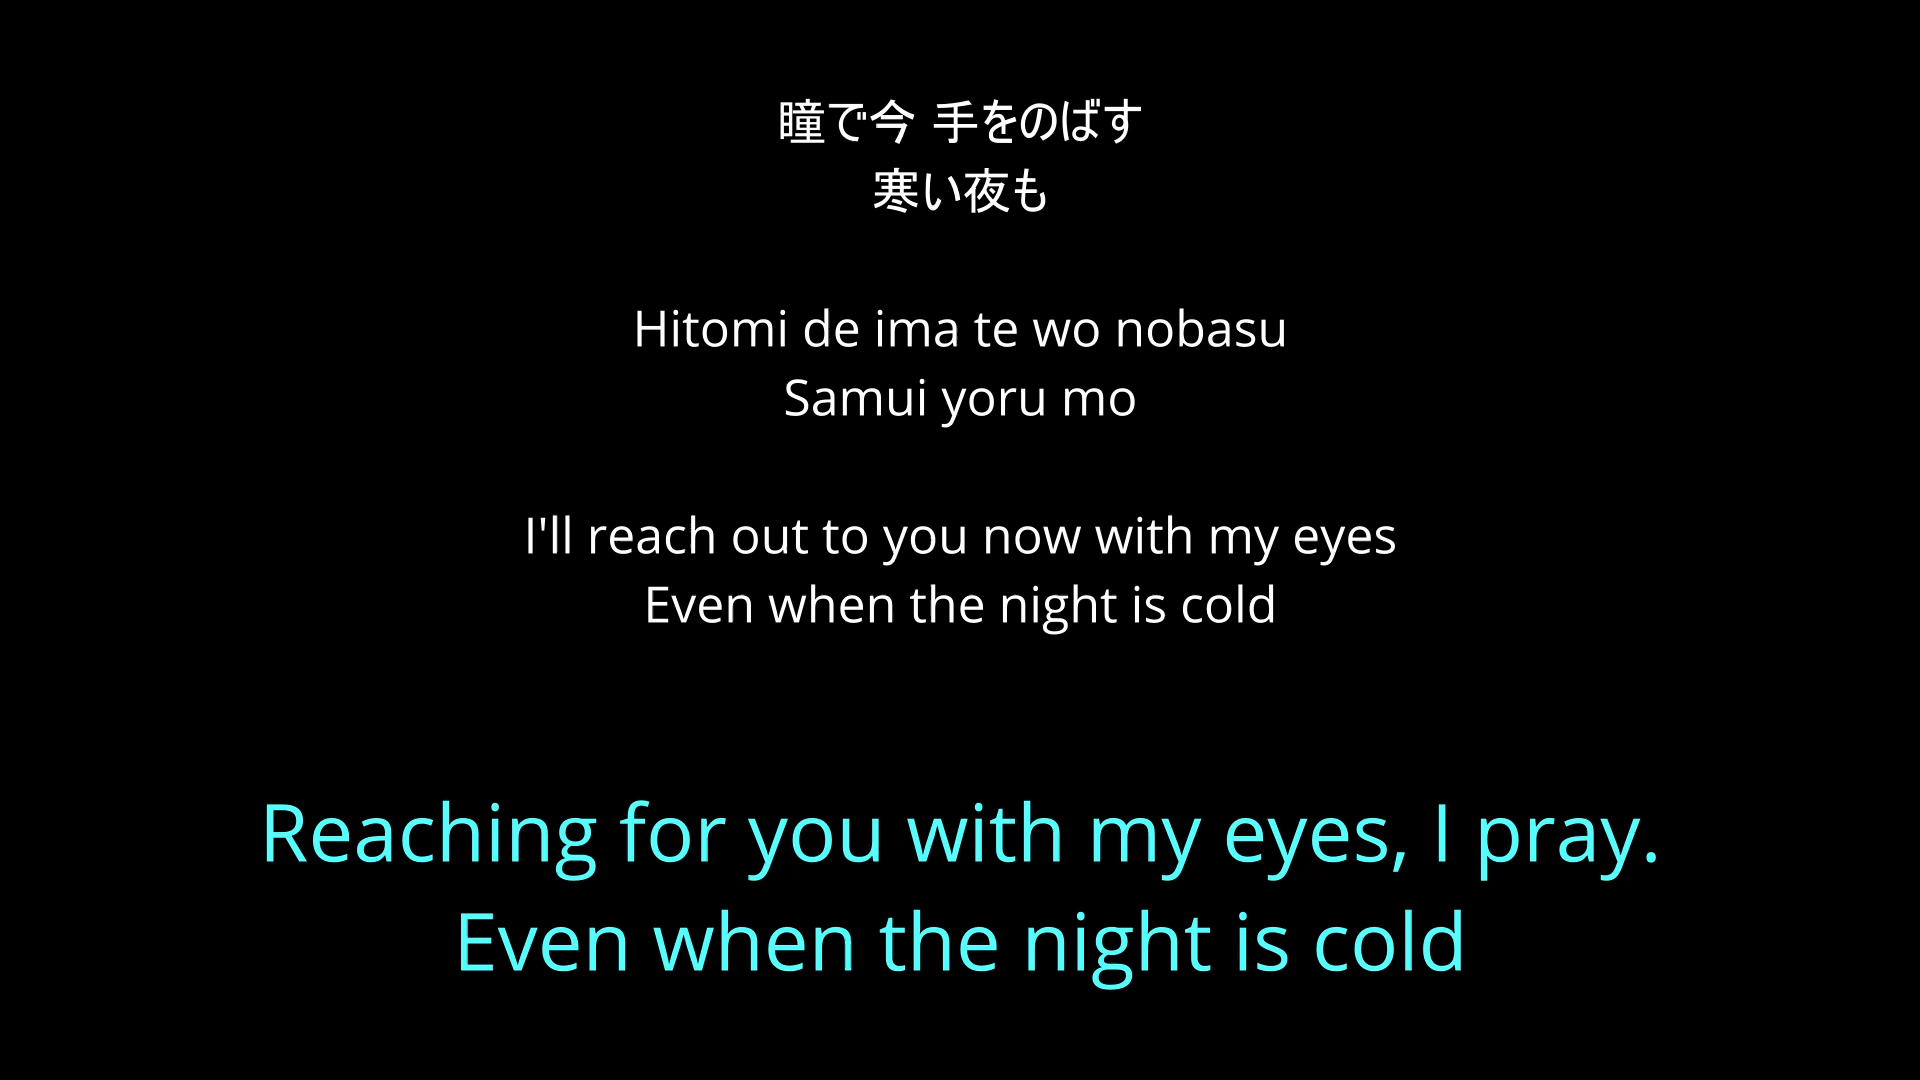 瞳で今 手をのばす
寒い夜も
Hitomi de ima te wo nobasu
Samui yoru mo
I'll reach out to you now with my eyes
Even when the night is cold
Reaching for you with my eyes, I pray.
Even when the night is cold